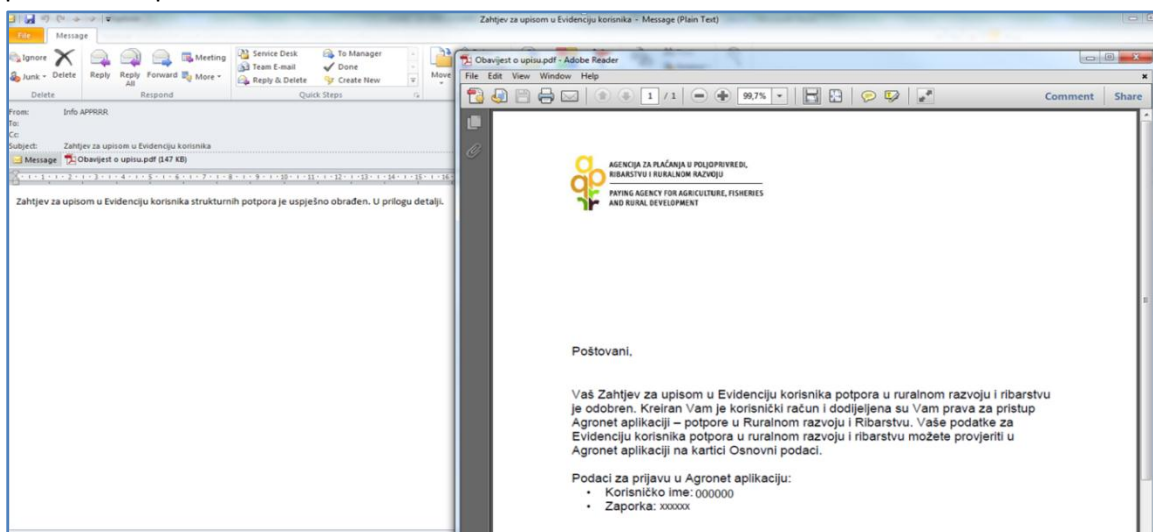 Zahtjev za upisom u Evidenciju korisnika - Message (Plain Text)
File Message
Ignore
Junk
Delete
Reply
Reply All
Forward
Meeting
More
Service Desk
To Manager
Team E-mail
Done
Reply & Delete
Create New
Move
Delete
Respond
Quick Steps
From: Info APPRRR
To:
Cc:
Subject: Zahtjev za upisom u Evidenciju korisnika
Message Obavijest o upisu.pdf (147 KB)
Zahtjev za upisom u Evidenciju korisnika strukturnih potpora je uspješno obrađen. U prilogu detalji.
Obavijest o upisu.pdf - Adobe Reader
File Edit View Window Help
1 / 1 99,7% Comment Share
AGENCIJA ZA PLAĆANJA U POLJOPRIVREDI,
RIBARSTVU I RURALNOM RAZVOJU
PAYING AGENCY FOR AGRICULTURE, FISHERIES
AND RURAL DEVELOPMENT
Poštovani,
Vaš Zahtjev za upisom u Evidenciju korisnika potpora u ruralnom razvoju i ribarstvu
je odobren. Kreiran Vam je korisnički račun i dodijeljena su Vam prava za pristup
Agronet aplikaciji – potpore u Ruralnom razvoju i Ribarstvu. Vaše podatke za
Evidenciju korisnika potpora u ruralnom razvoju i ribarstvu možete provjeriti u
Agronet aplikaciji na kartici Osnovni podaci.
Podaci za prijavu u Agronet aplikaciju:
• Korisničko ime: 000000
• Zaporka: xxxxxx